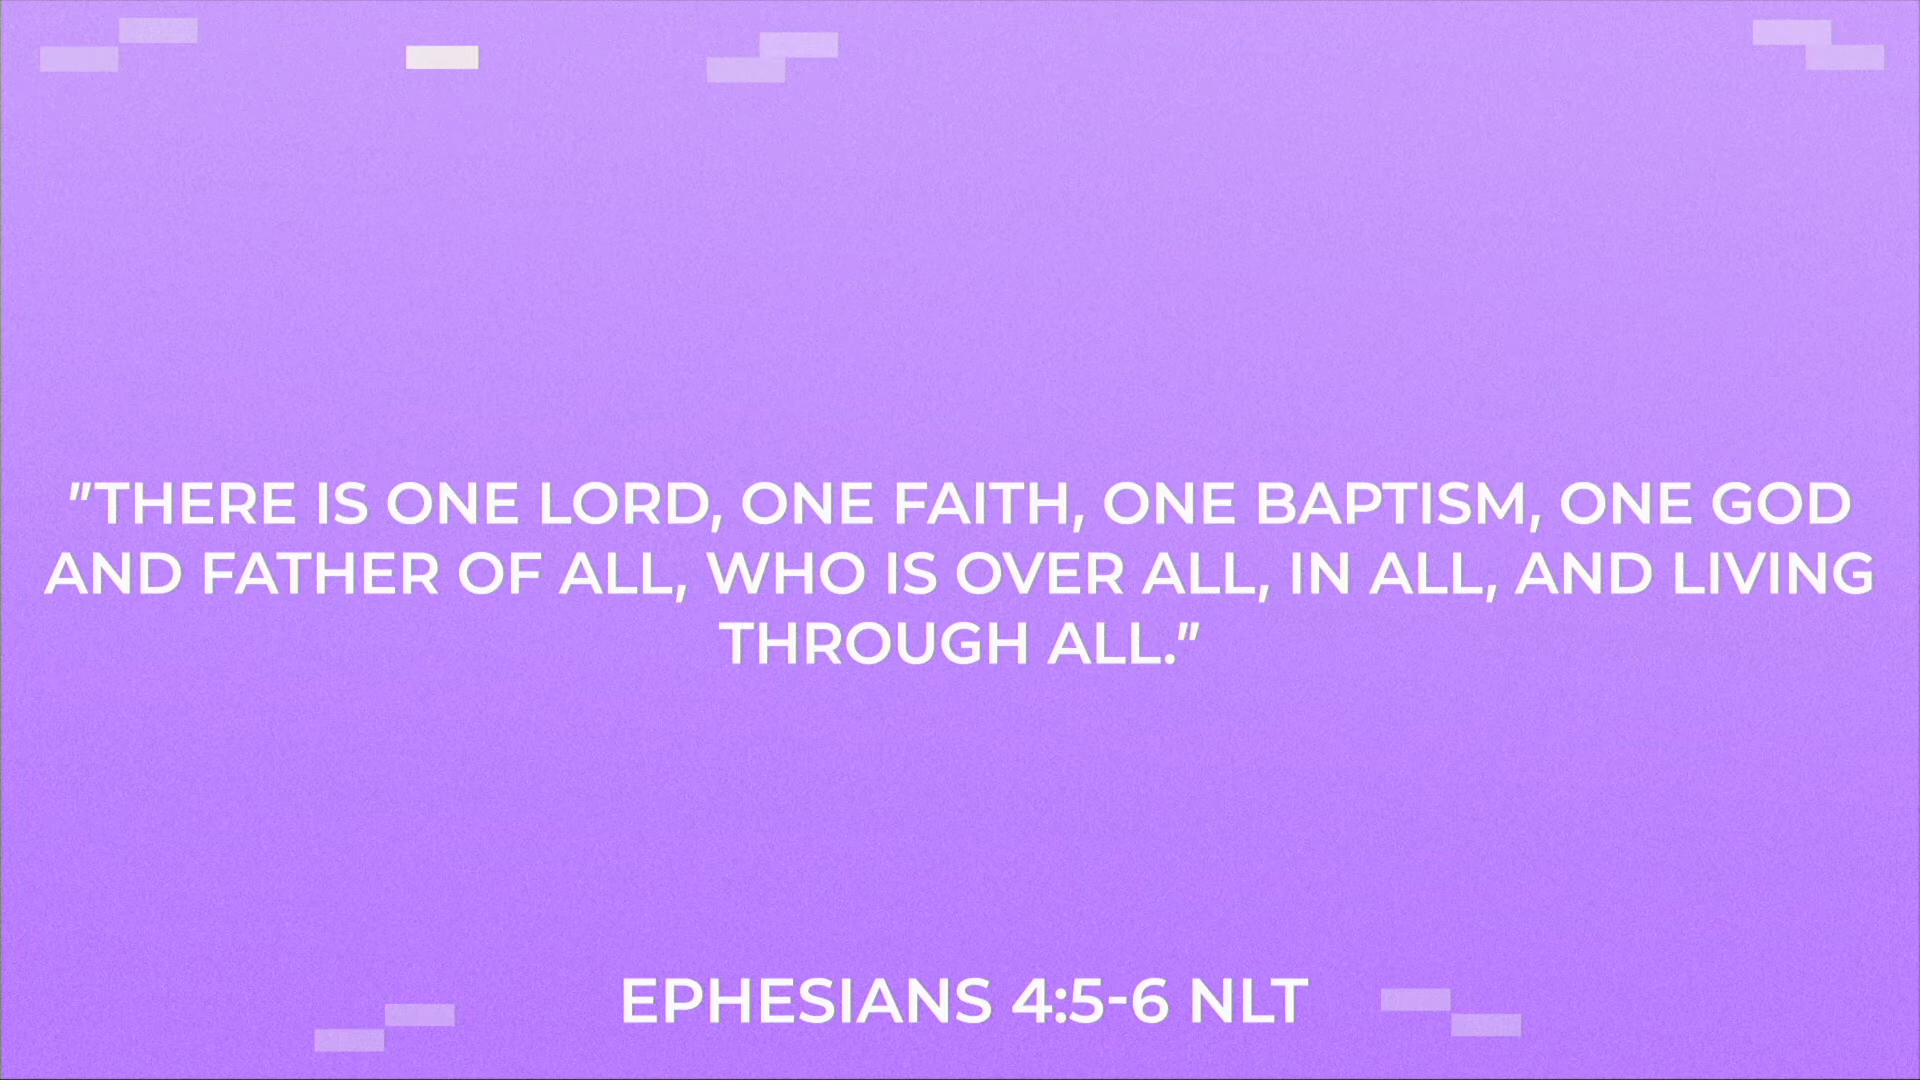 "THERE IS ONE LORD, ONE FAITH, ONE BAPTISM, ONE GOD
AND FATHER OF ALL, WHO IS OVER ALL, IN ALL, AND LIVING
THROUGH ALL."
EPHESIANS 4:5-6 NLT